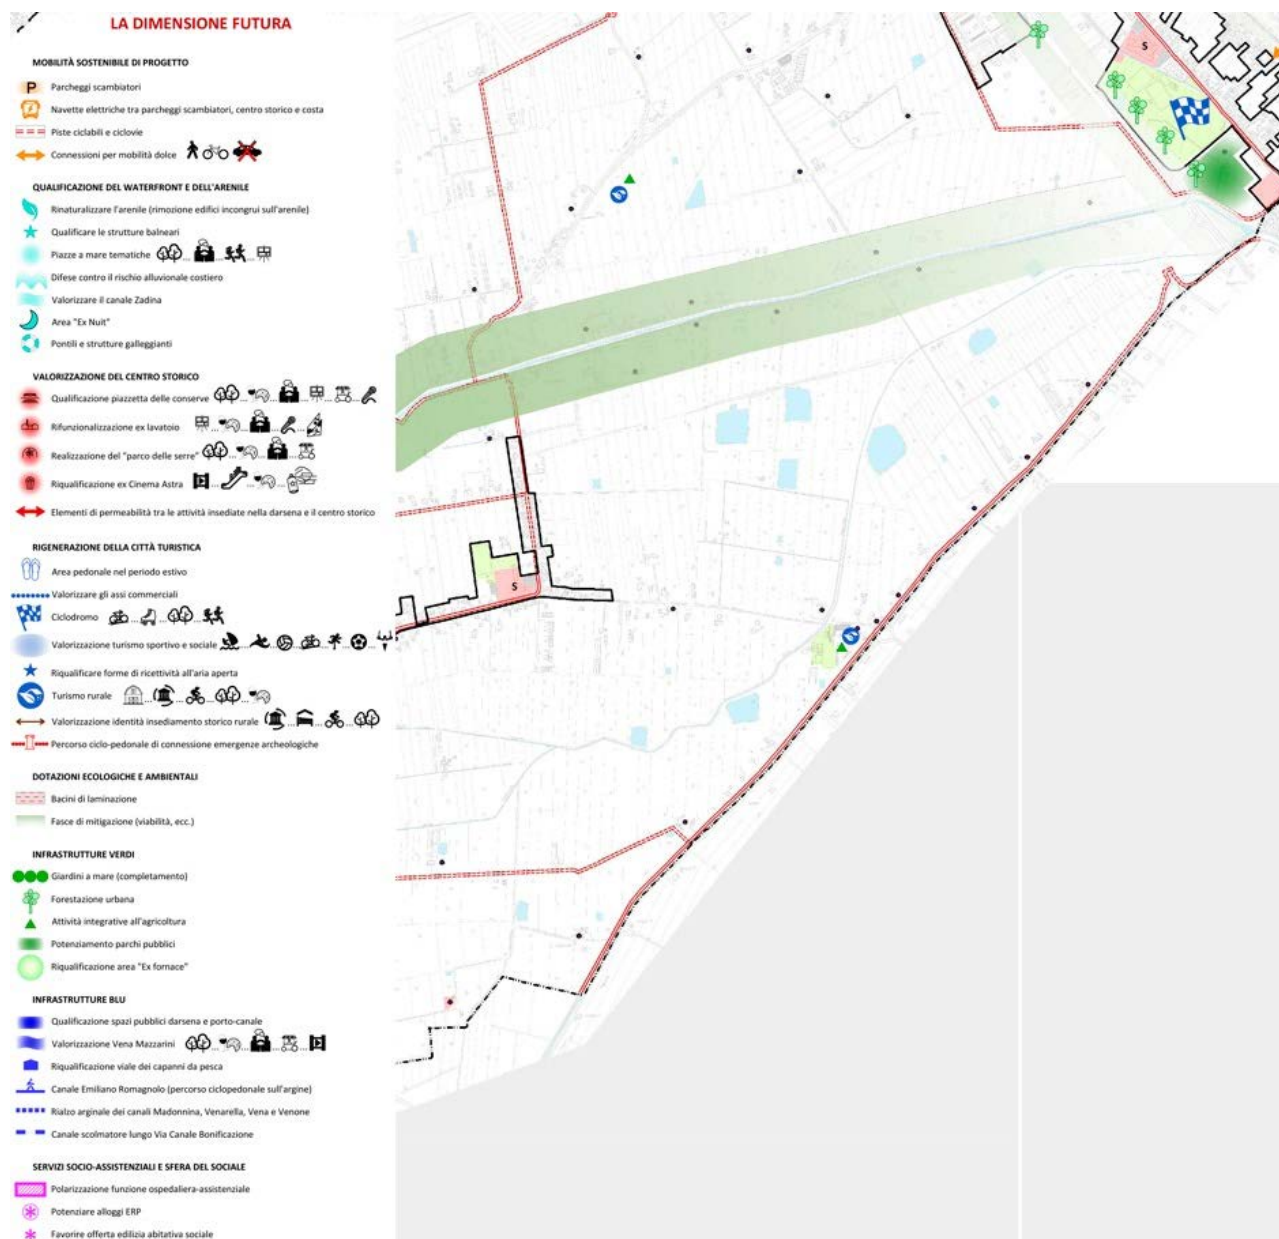 LA DIMENSIONE FUTURA
MOBILITÀ SOSTENIBILE DI PROGETTO
P Parcheggi scambiatori
Navette elettriche tra parcheggi scambiatori, centro storico e costa
Piste ciclabili e ciclovie
Connessioni per mobilità dolce
QUALIFICAZIONE DEL WATERFRONT E DELL'ARENILE
Rinaturalizzare l'arenile (rimozione edifici incongrui sull'arenile)
Qualificare le strutture balneari
Piazze a mare tematiche
Difese contro il rischio alluvionale costiero
Valorizzare il canale Zadina
Area "Ex Nuit"
Pontili e strutture galleggianti
VALORIZZAZIONE DEL CENTRO STORICO
Qualificazione piazzetta delle conserve
Rifunzionalizzazione ex lavatoio
Realizzazione del "parco delle serre"
Riqualificazione ex Cinema Astra
Elementi di permeabilità tra le attività insediate nella darsena e il centro storico
RIGENERAZIONE DELLA CITTÀ TURISTICA
Area pedonale nel periodo estivo
Valorizzare gli assi commerciali
Ciclodromo
Valorizzazione turismo sportivo e sociale
Riqualificare forme di ricettività all'aria aperta
Turismo rurale
Valorizzazione identità insediamento storico rurale
Percorso ciclo-pedonale di connessione emergenze archeologiche
DOTAZIONI ECOLOGICHE E AMBIENTALI
Bacini di laminazione
Fasce di mitigazione (viabilità, ecc.)
INFRASTRUTTURE VERDI
Giardini a mare (completamento)
Forestazione urbana
Attività integrative all'agricoltura
Potenziamento parchi pubblici
Riqualificazione area "Ex fornace"
INFRASTRUTTURE BLU
Qualificazione spazi pubblici darsena e porto-canale
Valorizzazione Vena Mazzarini
Riqualificazione viale dei capanni da pesca
Canale Emiliano Romagnolo (percorso ciclopedonale sull'argine)
Rialzo arginale dei canali Madonnina, Venarella, Vena e Venone
Canale scolmatore lungo Via Canale Bonificazione
SERVIZI SOCIO-ASSISTENZIALI E SFERA DEL SOCIALE
Polarizzazione funzione ospedaliera-assistenziale
Potenziare alloggi ERP
Favorire offerta edilizia abitativa sociale
S
S